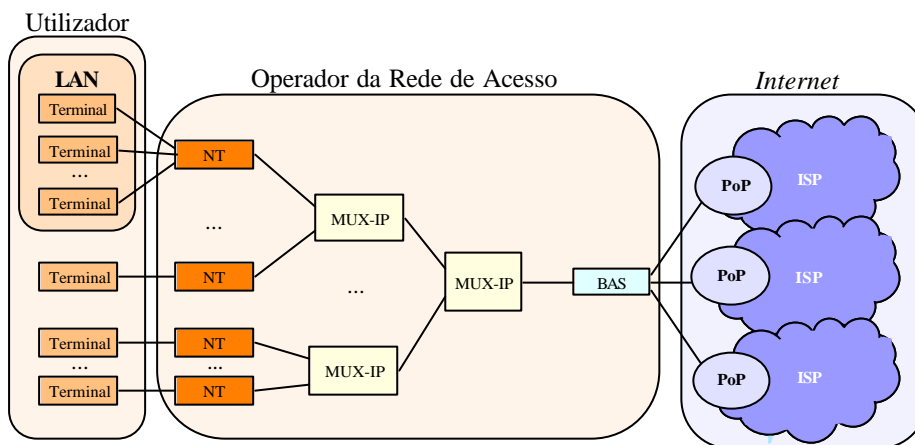 Utilizador
LAN
Terminal
Terminal
...
Terminal
Terminal
Terminal
...
Terminal
Operador da Rede de Acesso
NT
...
NT
NT
...
NT
MUX-IP
...
MUX-IP
MUX-IP
BAS
Internet
PoP
ISP
PoP
ISP
PoP
ISP